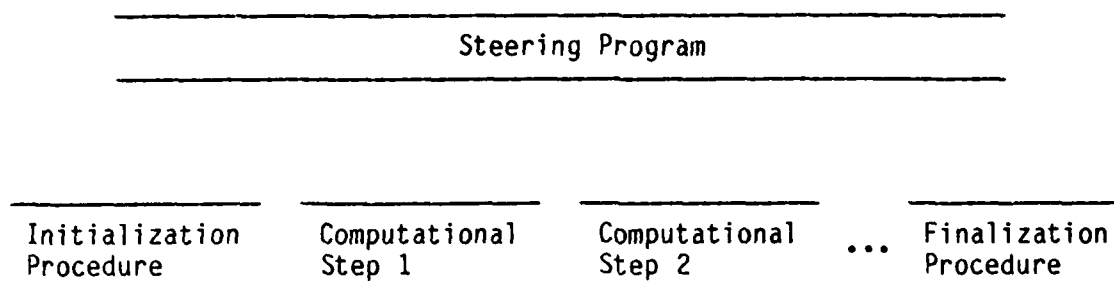 Steering Program
Initialization Procedure
Computational Step 1
Computational Step 2
...
Finalization Procedure